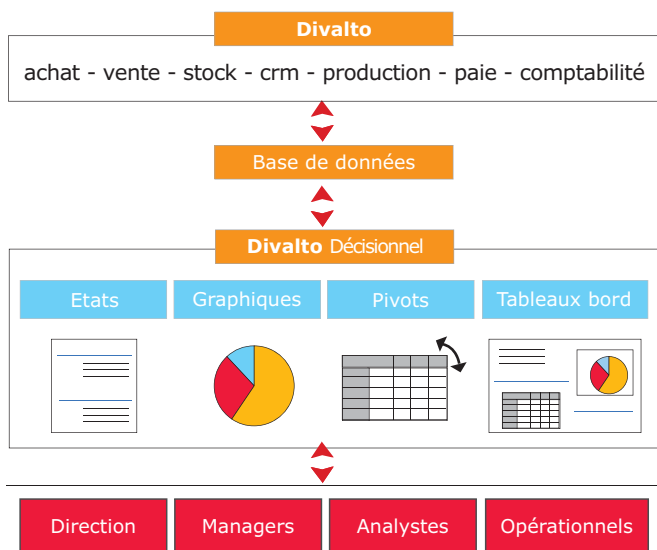 Divalto
achat - vente - stock - crm - production - paie - comptabilité
Base de données
Divalto Décisionnel
Etats
Graphiques
Pivots
Tableaux bord
Direction
Managers
Analystes
Opérationnels